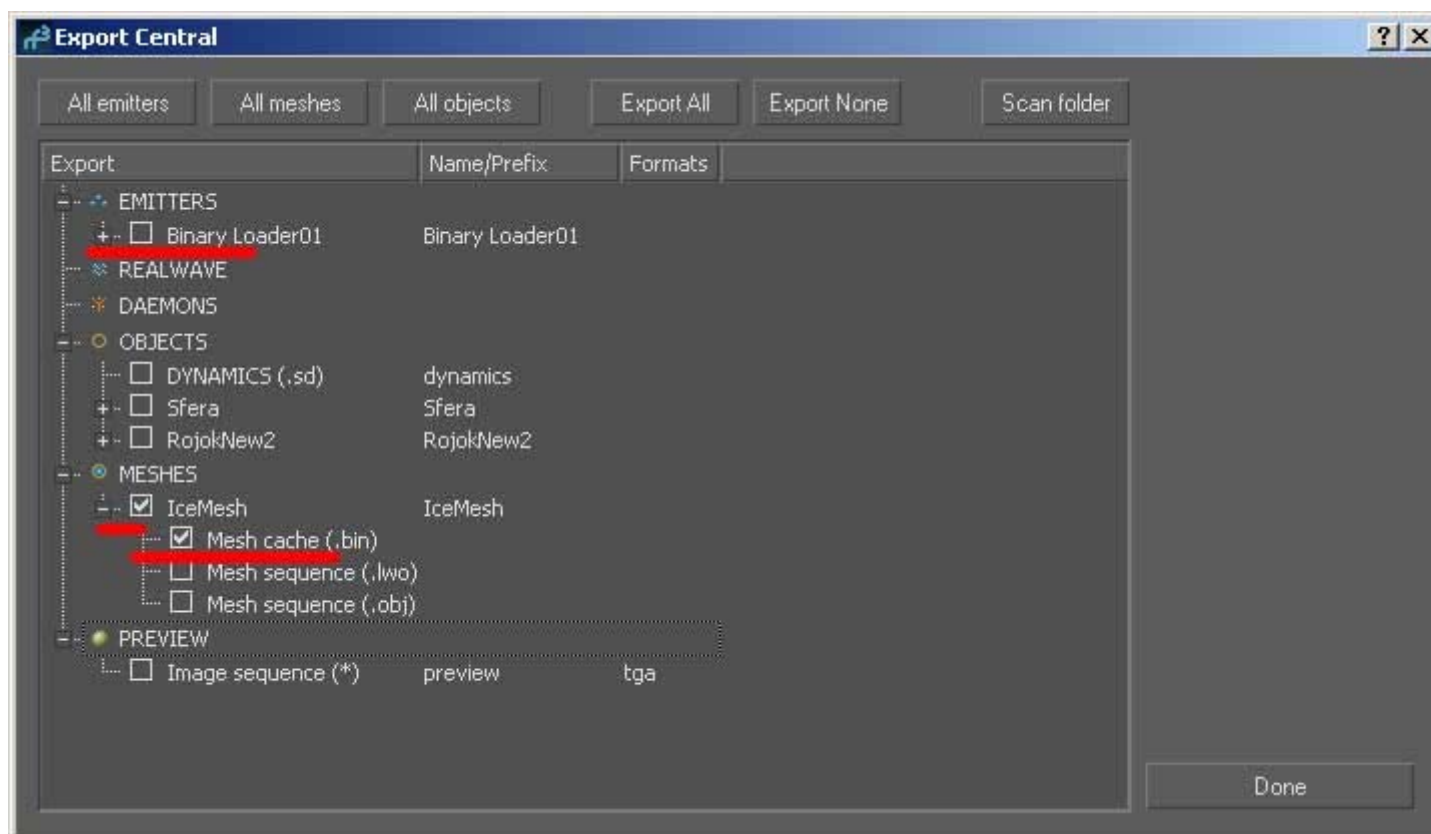 Export Central
All emitters All meshes All objects Export All Export None Scan folder
Export Name/Prefix Formats
EMITTERS
Binary Loader01 Binary Loader01
REALWAVE
DAEMONS
OBJECTS
DYNAMICS (.sd) dynamics
Sfera Sfera
RojokNew2 RojokNew2
MESHES
IceMesh IceMesh
Mesh cache (.bin)
Mesh sequence (.lwo)
Mesh sequence (.obj)
PREVIEW
Image sequence (*) preview tga
Done